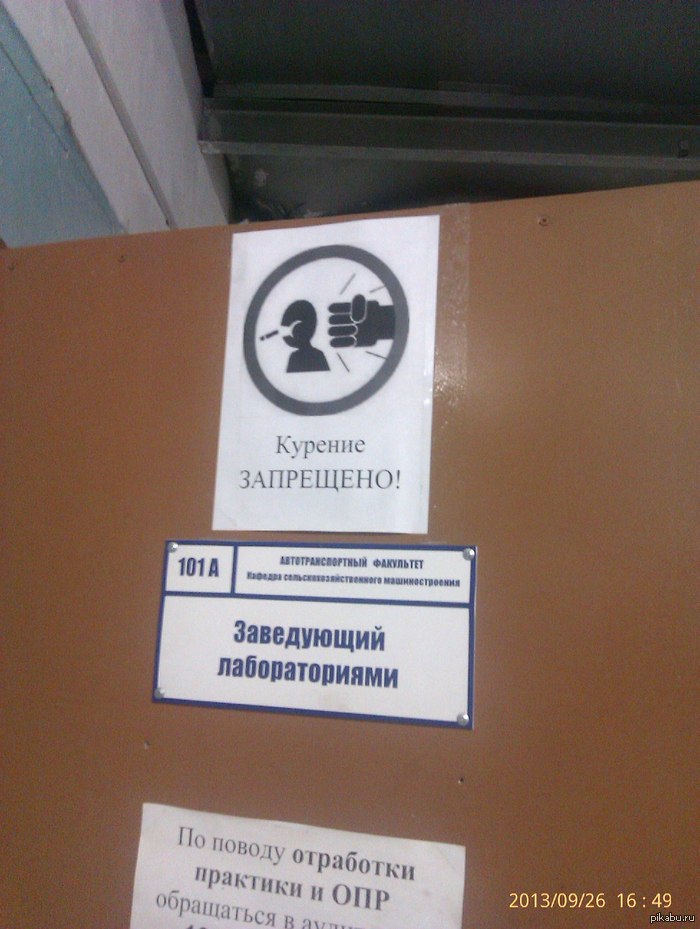 Курение
ЗАПРЕЩЕНО!
101 А
АВТОТРАНСПОРТНЫЙ ФАКУЛЬТЕТ
Кафедра сельскохозяйственного машиностроения
Заведующий
лабораториями
По поводу отработки
практики и ОПР
обращаться в
2013/09/26 16:49
pikabu.ru